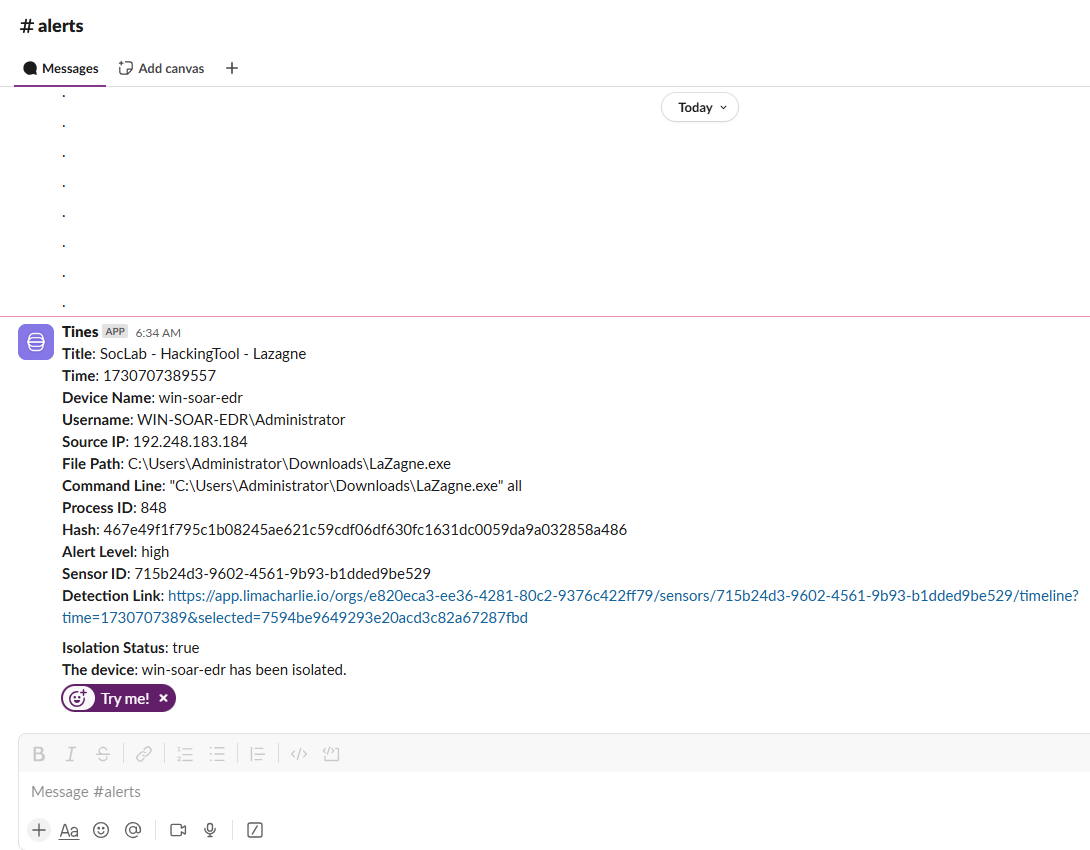 # alerts
Messages Add canvas +
Today
.
.
.
.
.
.
.
.
Tines APP 6:34 AM
Title: SocLab - HackingTool - Lazagne
Time: 1730707389557
Device Name: win-soar-edr
Username: WIN-SOAR-EDR\Administrator
Source IP: 192.248.183.184
File Path: C:\Users\Administrator\Downloads\LaZagne.exe
Command Line: "C:\Users\Administrator\Downloads\LaZagne.exe" all
Process ID: 848
Hash: 467e49f1f795c1b08245ae621c59cdf06df630fc1631dc0059da9a032858a486
Alert Level: high
Sensor ID: 715b24d3-9602-4561-9b93-b1dded9be529
Detection Link: https://app.limacharlie.io/orgs/e820eca3-ee36-4281-80c2-9376c422ff79/sensors/715b24d3-9602-4561-9b93-b1dded9be529/timeline?
time=1730707389&selected=7594be9649293e20acd3c82a67287fbd
Isolation Status: true
The device: win-soar-edr has been isolated.
Try me!
B I S
Message #alerts
+ Aa @